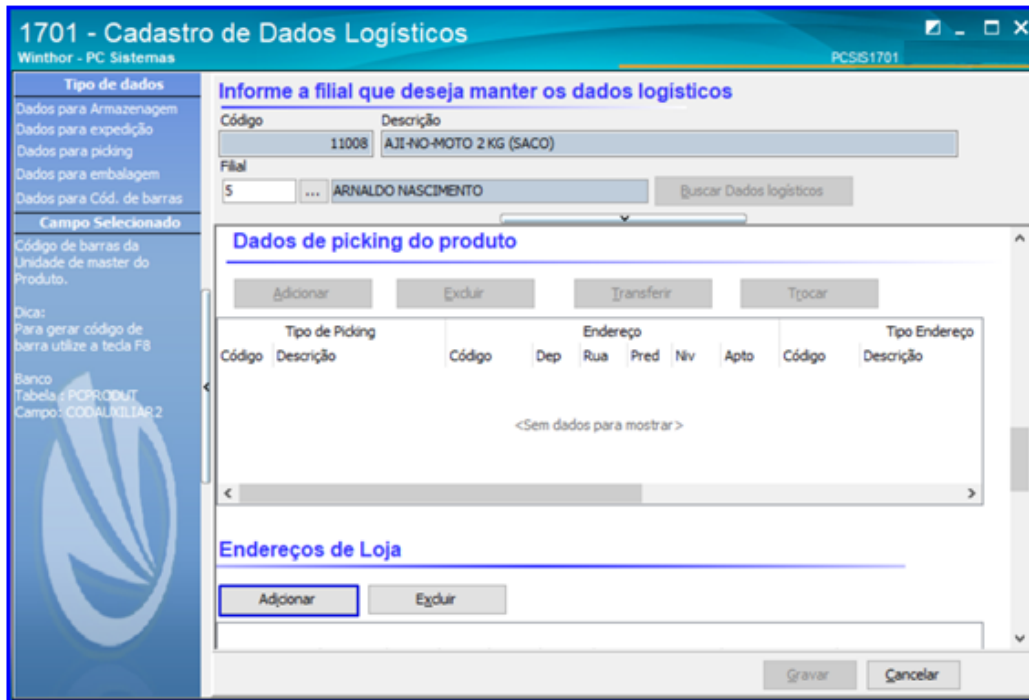 1701 - Cadastro de Dados Logísticos
Winthor - PC Sistemas
PCSIS1701
Tipo de dados
Dados para Armazenagem
Dados para expedição
Dados para picking
Dados para embalagem
Dados para Cód. de barras
Campo Selecionado
Código de barras da
Unidade de master do
Produto.
Dica:
Para gerar código de
barra utilize a tecla F8
Banco
Tabela : PCPRODUT
Campo: CODAUXILIAR2
Informe a filial que deseja manter os dados logísticos
Código Descrição
11008 AJI-NO-MOTO 2 KG (SACO)
Filial
5 ... ARNALDO NASCIMENTO Buscar Dados logísticos
Dados de picking do produto
Adicionar Excluir Transferir Trocar
Tipo de Picking Endereço Tipo Endereço
Código Descrição Código Dep Rua Pred Niv Apto Código Descrição
<Sem dados para mostrar>
Endereços de Loja
Adicionar Excluir
Gravar Cancelar